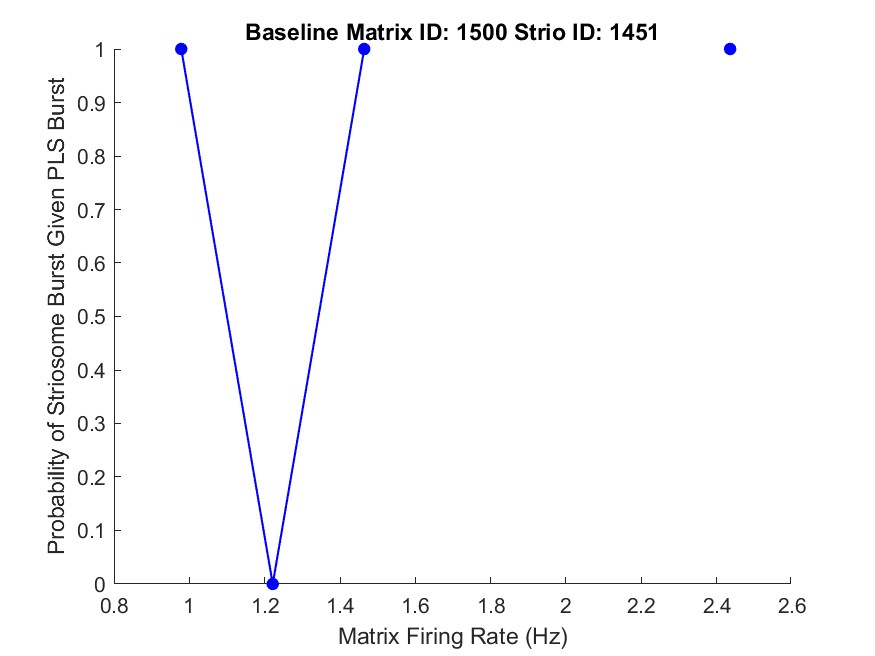 Baseline Matrix ID: 1500 Strio ID: 1451
Probability of Striosome Burst Given PLS Burst
1
0.9
0.8
0.7
0.6
0.5
0.4
0.3
0.2
0.1
0
0.8 1 1.2 1.4 1.6 1.8 2 2.2 2.4 2.6
Matrix Firing Rate (Hz)